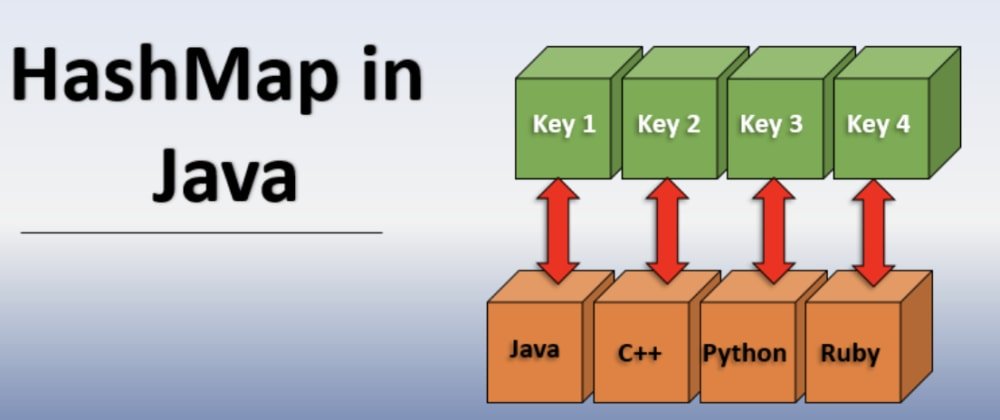 HashMap in
Java
Key 1
Key 2
Key 3
Key 4
Java
C++
Python
Ruby